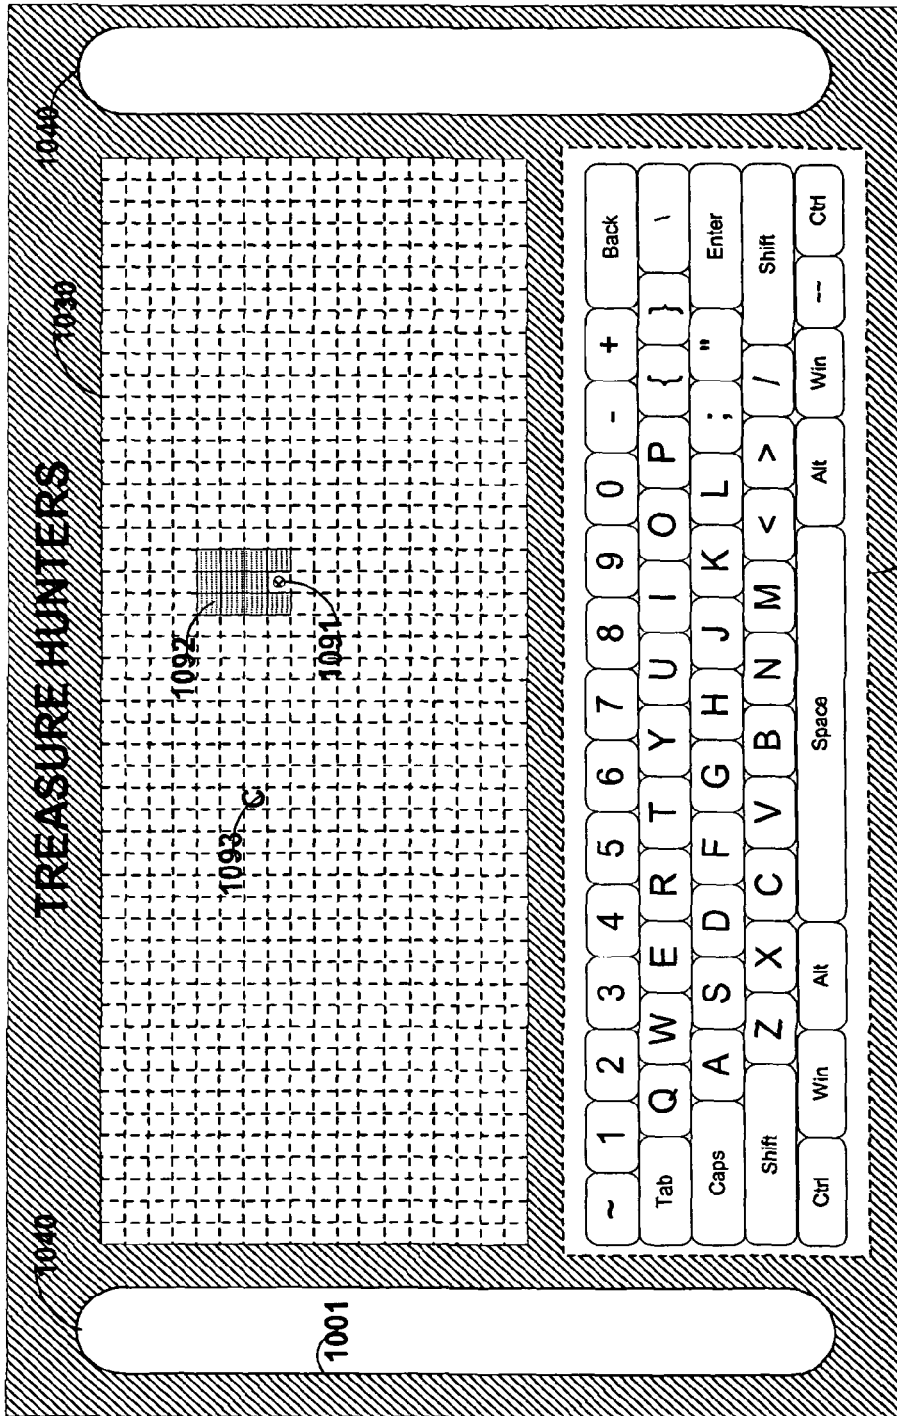 TREASURE HUNTERS
1040
1030
1040
1092
1093
1091
1001
~ 1 2 3 4 5 6 7 8 9 0 - + Back
Tab Q W E R T Y U I O P { } \
Caps A S D F G H J K L ; " Enter
Shift Z X C V B N M < > / Shift
Ctrl Win Alt Space Alt Win -- Ctrl